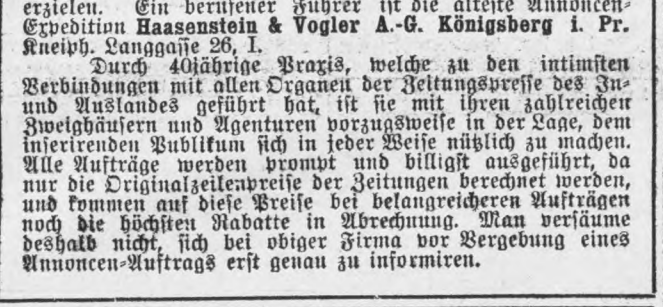 erzielen. Ein berufener Führer ist die älteste Annoncen-
Expedition Haasenstein & Vogler A.-G. Königsberg i. Pr.
Kneiph. Langgasse 26, I.
Durch 40jährige Praxis, welche zu den intimsten
Verbindungen mit allen Organen der Zeitungspresse des In-
und Auslandes geführt hat, ist sie mit ihren zahlreichen
Zweighäusern und Agenturen vorzugsweise in der Lage, dem
inserirenden Publikum sich in jeder Weise nützlich zu machen.
Alle Aufträge werden prompt und billigst ausgeführt, da
nur die Originalzeilenpreise der Zeitungen berechnet werden,
und kommen auf diese Preise bei belangreicheren Aufträgen
noch die höchsten Rabatte in Abrechnung. Man versäume
deshalb nicht, sich bei obiger Firma vor Vergebung eines
Annoncen-Auftrags erst genau zu informiren.